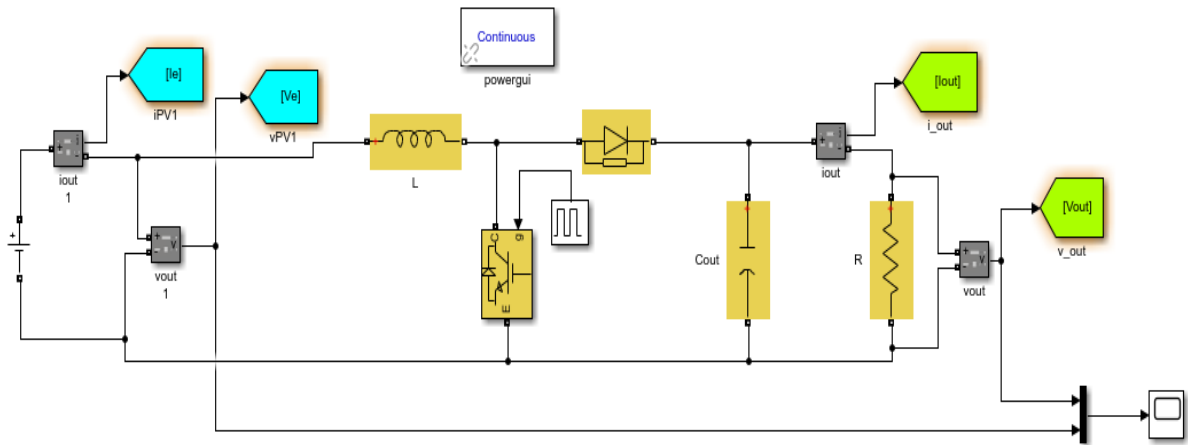 Continuous
powergui
[Ie]
iPV1
[Ve]
vPV1
[Iout]
i_out
i
+
-
iout
1
L
i
+
-
iout
[Vout]
v_out
+
+
-
v
vout
1
C
g
E
Cout
R
+
-
v
vout